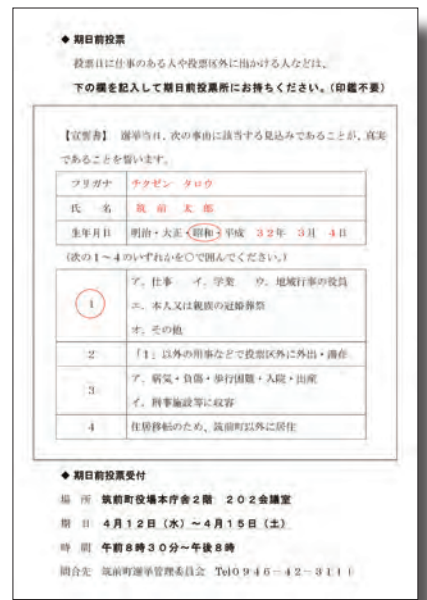 ◆ 期日前投票
投票日に仕事のある人や投票区外に出かける人などは、
下の欄を記入して期日前投票所にお持ちください。(印鑑不要)
【宣誓書】 選挙当日、次の事由に該当する見込みであることが、真実
であることを誓います。
フリガナ チクゼン タロウ
氏 名 筑 前 太 郎
生年月日 明治・大正・昭和・平成 32年 3月 4日
(次の1~4のいずれかを○で囲んでください。)
1
ア. 仕事 イ. 学業 ウ. 地域行事の役員
エ. 本人又は親族の冠婚葬祭
オ. その他
2 「1」以外の用事などで投票区外に外出・滞在
3
ア. 病気・負傷・歩行困難・入院・出産
イ. 刑事施設等に収容
4 住居移転のため、筑前町以外に居住
◆ 期日前投票受付
場 所 筑前町役場本庁舎2階 202会議室
期 日 4月12日(水)~4月15日(土)
時 間 午前8時30分~午後8時
問合先 筑前町選挙管理委員会 Tel0946-42-3111